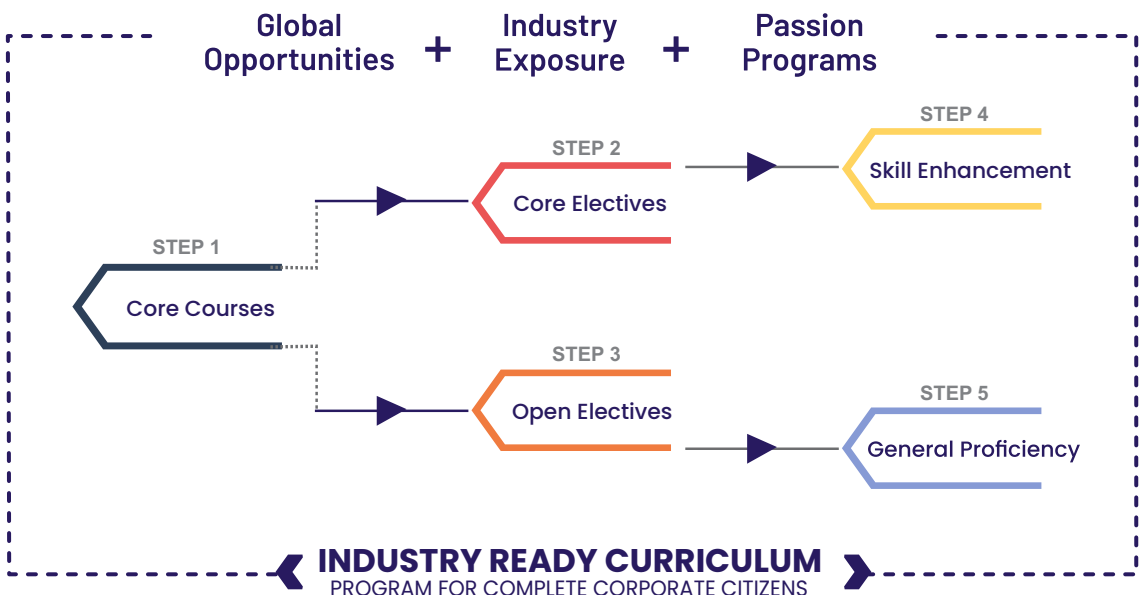 Global
Opportunities
+
Industry
Exposure
+
Passion
Programs
STEP 1
Core Courses
STEP 2
Core Electives
STEP 3
Open Electives
STEP 4
Skill Enhancement
STEP 5
General Proficiency
INDUSTRY READY CURRICULUM
PROGRAM FOR COMPLETE CORPORATE CITIZENS